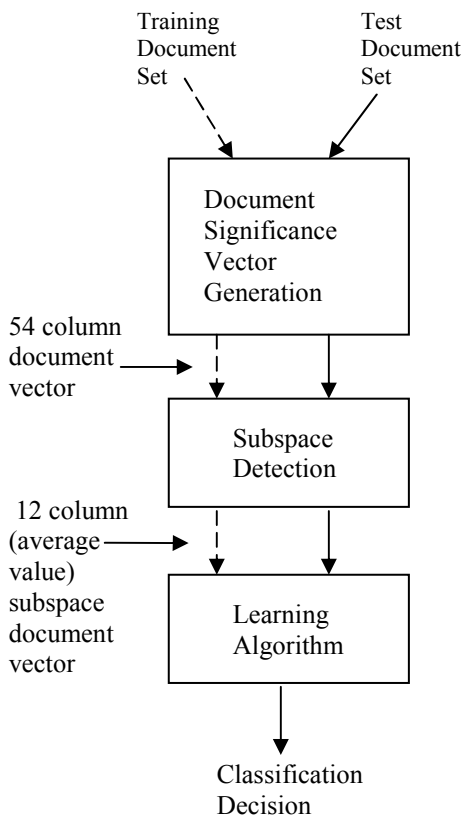 Training
Document
Set
Test
Document
Set
Document
Significance
Vector
Generation
54 column
document
vector
Subspace
Detection
12 column
(average
value)
subspace
document
vector
Learning
Algorithm
Classification
Decision